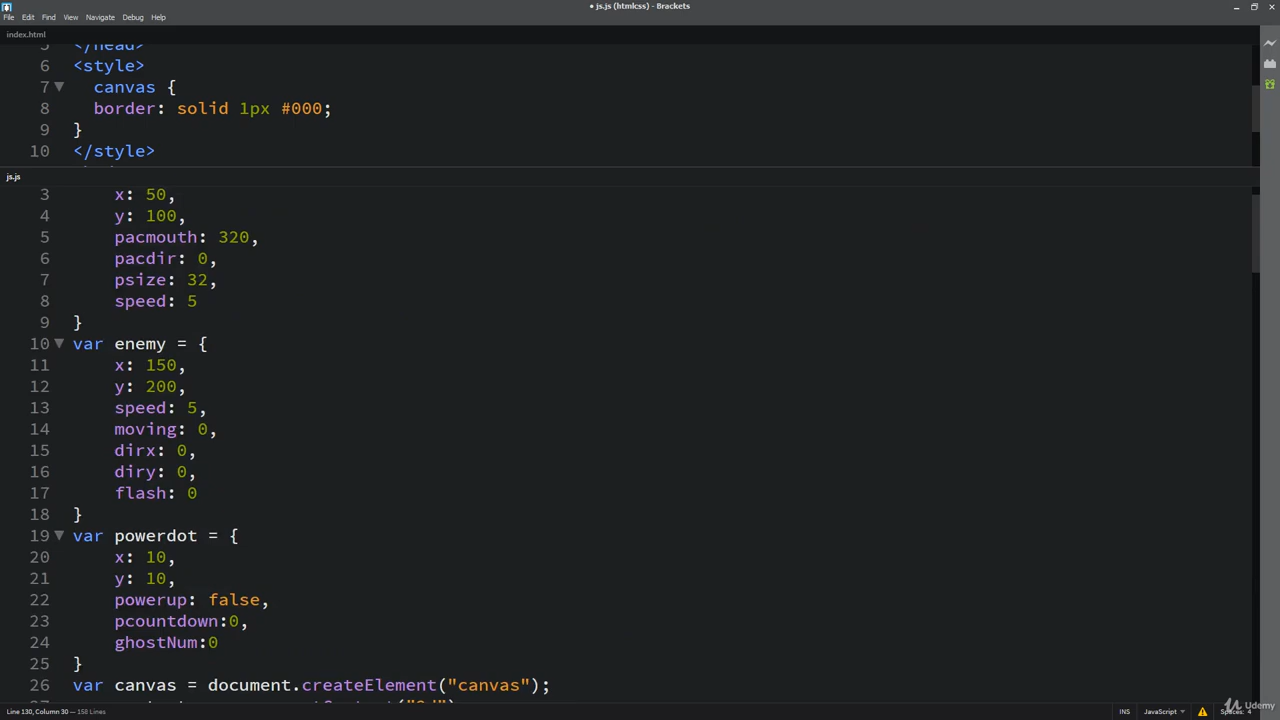 • js.js (htmlcss) - Brackets
File Edit Find View Navigate Debug Help
index.html
5 </head>
6 <style>
7 canvas {
8 border: solid 1px #000;
9 }
10 </style>
js.js
3 x: 50,
4 y: 100,
5 pacmouth: 320,
6 pacdir: 0,
7 psize: 32,
8 speed: 5
9 }
10 var enemy = {
11 x: 150,
12 y: 200,
13 speed: 5,
14 moving: 0,
15 dirx: 0,
16 diry: 0,
17 flash: 0
18 }
19 var powerdot = {
20 x: 10,
21 y: 10,
22 powerup: false,
23 pcountdown:0,
24 ghostNum:0
25 }
26 var canvas = document.createElement("canvas");
Line 130, Column 30 — 158 Lines
INS JavaScript Spaces: 4
Udemy